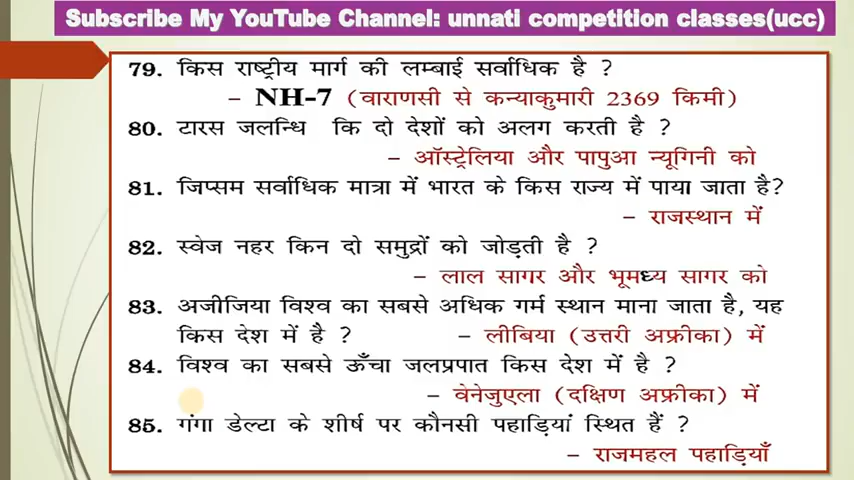 Subscribe My YouTube Channel: unnati competition classes(ucc)
79. किस राष्ट्रीय मार्ग की लम्बाई सर्वाधिक है ?
– NH-7 (वाराणसी से कन्याकुमारी 2369 किमी)
80. टारस जलन्धि कि दो देशों को अलग करती है ?
– ऑस्ट्रेलिया और पापुआ न्यूगिनी को
81. जिप्सम सर्वाधिक मात्रा में भारत के किस राज्य में पाया जाता है?
– राजस्थान में
82. स्वेज नहर किन दो समुद्रों को जोड़ती है ?
– लाल सागर और भूमध्य सागर को
83. अजीजिया विश्व का सबसे अधिक गर्म स्थान माना जाता है, यह
किस देश में है ? – लीबिया (उत्तरी अफ्रीका) में
84. विश्व का सबसे ऊँचा जलप्रपात किस देश में है ?
– वेनेजुएला (दक्षिण अफ्रीका) में
85. गंगा डेल्टा के शीर्ष पर कौनसी पहाड़ियां स्थित हैं ?
– राजमहल पहाड़ियाँ